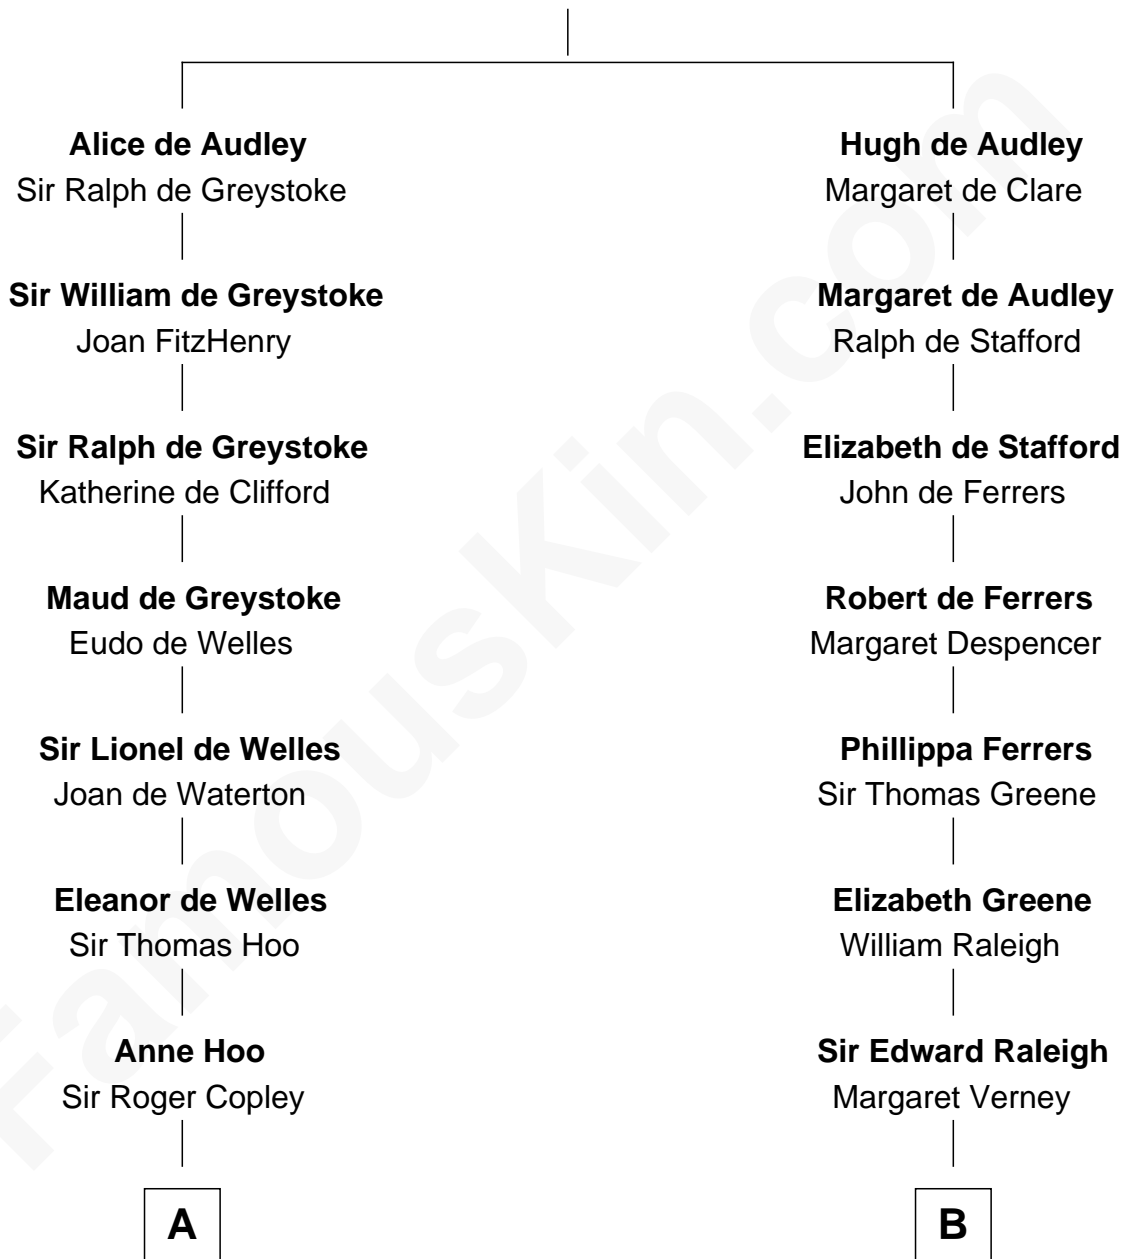 Alice de Audley
Sir Ralph de Greystoke
Sir William de Greystoke
Joan FitzHenry
Sir Ralph de Greystoke
Katherine de Clifford
Maud de Greystoke
Eudo de Welles
Sir Lionel de Welles
Joan de Waterton
Eleanor de Welles
Sir Thomas Hoo
Anne Hoo
Sir Roger Copley
A
Hugh de Audley
Margaret de Clare
Margaret de Audley
Ralph de Stafford
Elizabeth de Stafford
John de Ferrers
Robert de Ferrers
Margaret Despencer
Phillippa Ferrers
Sir Thomas Greene
Elizabeth Greene
William Raleigh
Sir Edward Raleigh
Margaret Verney
B
FamousKin.com